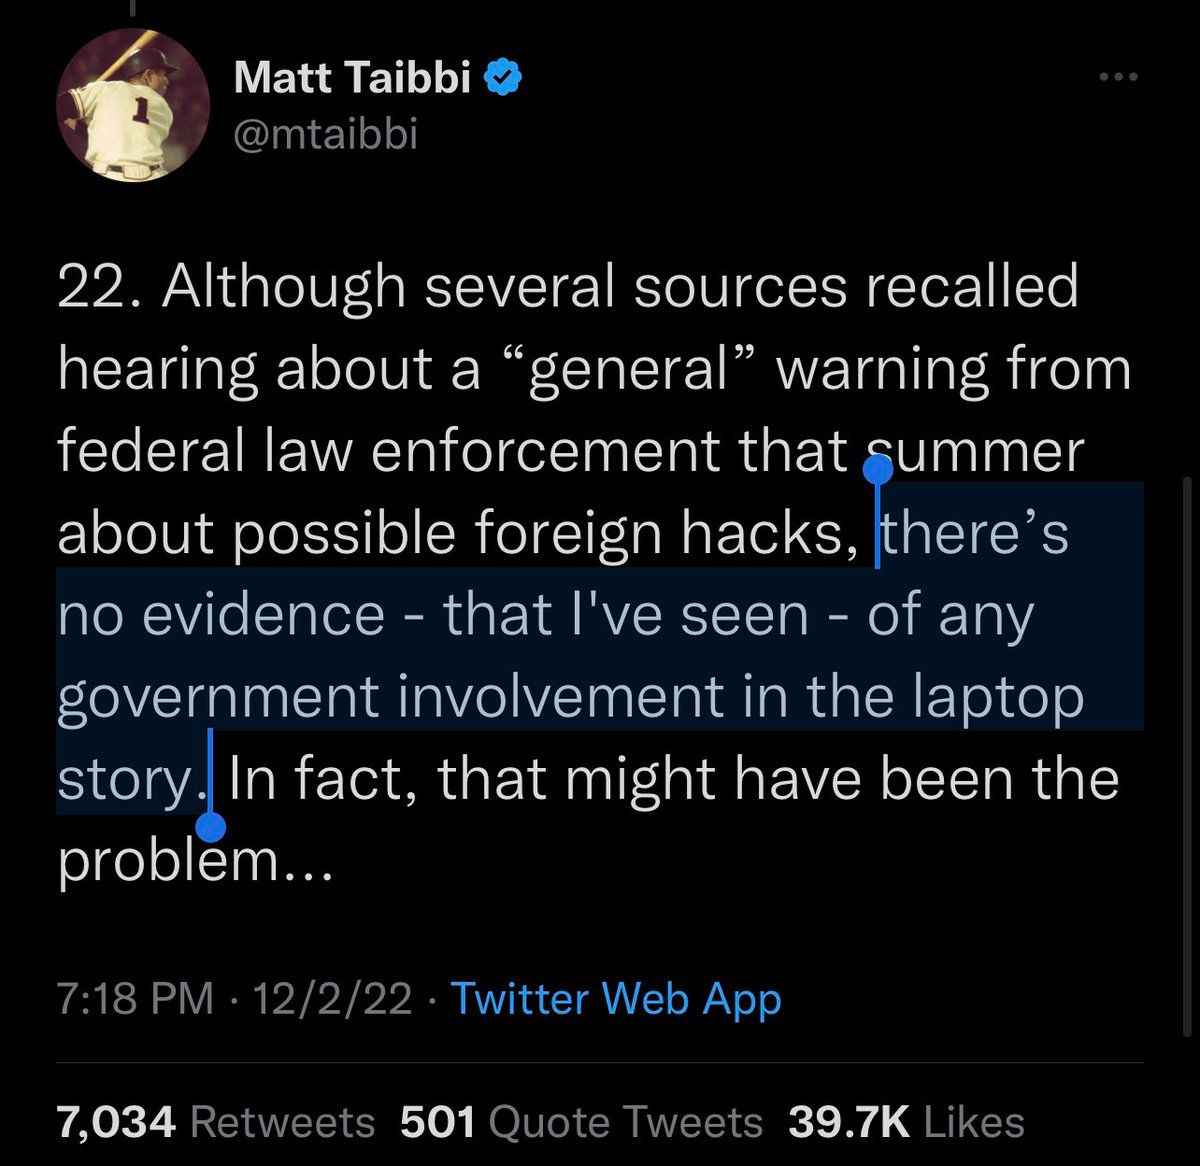 Matt Taibbi
@mtaibbi
22. Although several sources recalled
hearing about a “general” warning from
federal law enforcement that summer
about possible foreign hacks, there’s
no evidence - that I've seen - of any
government involvement in the laptop
story. In fact, that might have been the
problem...
7:18 PM · 12/2/22 · Twitter Web App
7,034 Retweets 501 Quote Tweets 39.7K Likes
1